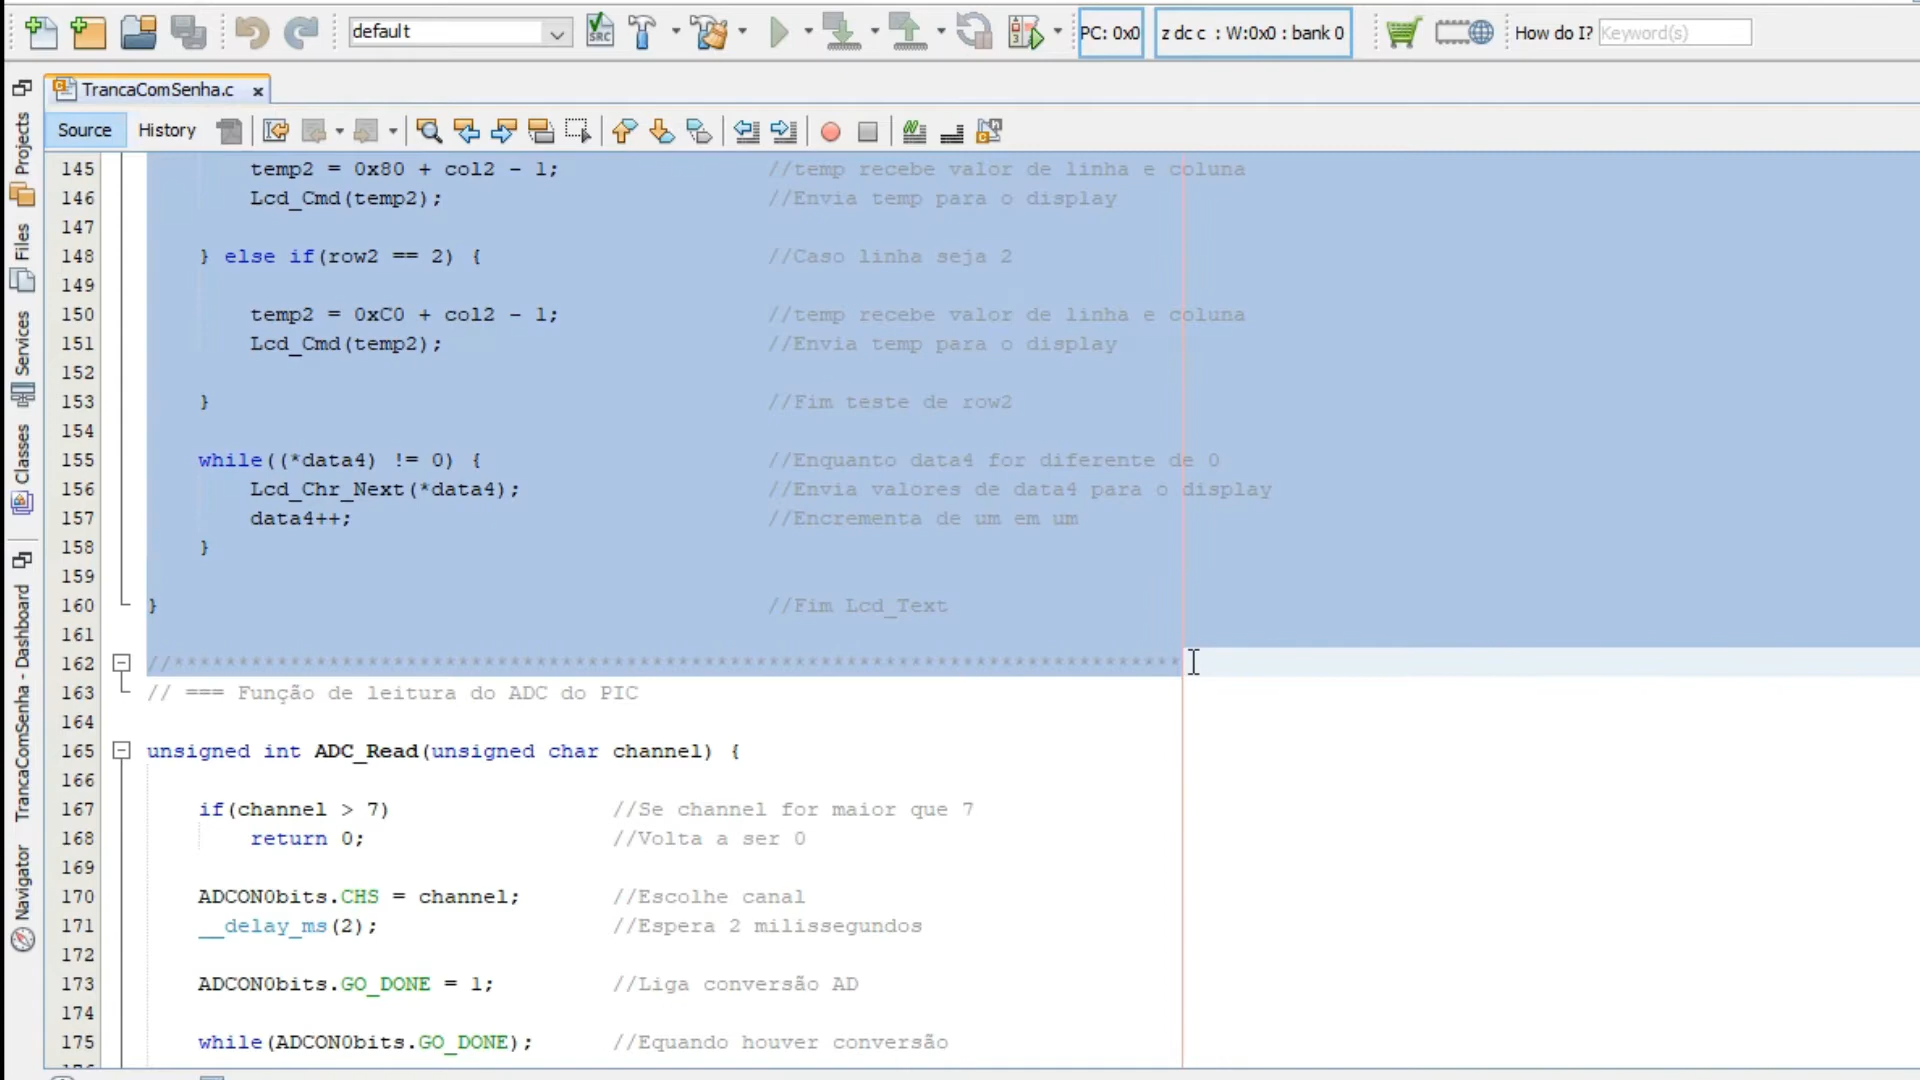 default
PC: 0x0
z dc c : W:0x0 : bank 0
How do I?
Keyword(s)
TrancaComSenha.c
Source
History
Projects
Files
Services
Classes
TrancaComSenha - Dashboard
Navigator
145 temp2 = 0x80 + col2 - 1; //temp recebe valor de linha e coluna
146 Lcd_Cmd(temp2); //Envia temp para o display
147
148 } else if(row2 == 2) { //Caso linha seja 2
149
150 temp2 = 0xC0 + col2 - 1; //temp recebe valor de linha e coluna
151 Lcd_Cmd(temp2); //Envia temp para o display
152
153 } //Fim teste de row2
154
155 while((*data4) != 0) { //Enquanto data4 for diferente de 0
156 Lcd_Chr_Next(*data4); //Envia valores de data4 para o display
157 data4++; //Encrementa de um em um
158 }
159
160 } //Fim Lcd_Text
161
162 //******************************************************************************
163 // === Função de leitura do ADC do PIC
164
165 unsigned int ADC_Read(unsigned char channel) {
166
167 if(channel > 7) //Se channel for maior que 7
168 return 0; //Volta a ser 0
169
170 ADCON0bits.CHS = channel; //Escolhe canal
171 __delay_ms(2); //Espera 2 milissegundos
172
173 ADCON0bits.GO_DONE = 1; //Liga conversão AD
174
175 while(ADCON0bits.GO_DONE); //Equando houver conversão